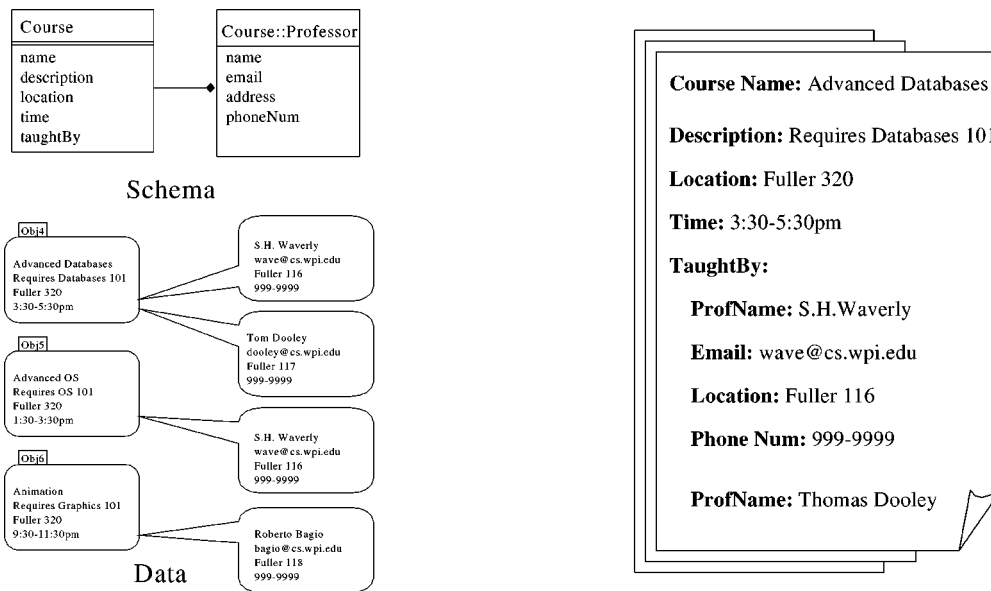 Course
name
description
location
time
taughtBy
Course::Professor
name
email
address
phoneNum
Schema
Obj4
Advanced Databases
Requires Databases 101
Fuller 320
3:30-5:30pm
S.H. Waverly
wave@cs.wpi.edu
Fuller 116
999-9999
Tom Dooley
dooley@cs.wpi.edu
Fuller 117
999-9999
Obj5
Advanced OS
Requires OS 101
Fuller 320
1:30-3:30pm
S.H. Waverly
wave@cs.wpi.edu
Fuller 116
999-9999
Obj6
Animation
Requires Graphics 101
Fuller 320
9:30-11:30pm
Roberto Bagio
bagio@cs.wpi.edu
Fuller 118
999-9999
Data
Course Name: Advanced Databases
Description: Requires Databases 101
Location: Fuller 320
Time: 3:30-5:30pm
TaughtBy:
ProfName: S.H.Waverly
Email: wave@cs.wpi.edu
Location: Fuller 116
Phone Num: 999-9999
ProfName: Thomas Dooley